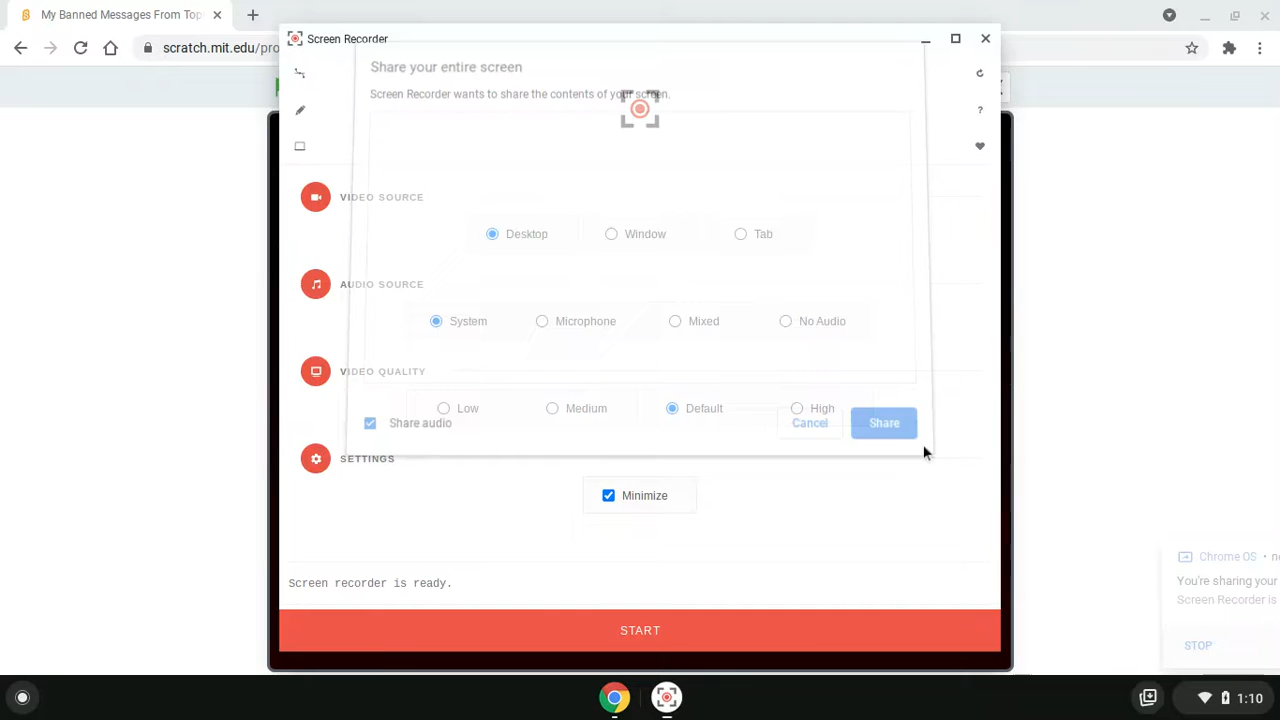 My Banned Messages From Top
scratch.mit.edu/pro
Screen Recorder
Share your entire screen
Screen Recorder wants to share the contents of your screen.
?
VIDEO SOURCE
Desktop
Window
Tab
AUDIO SOURCE
System
Microphone
Mixed
No Audio
VIDEO QUALITY
Low
Medium
Default
High
Share audio
Cancel
Share
SETTINGS
Minimize
Screen recorder is ready.
START
Chrome OS • no
You're sharing your
Screen Recorder is
STOP
1:10